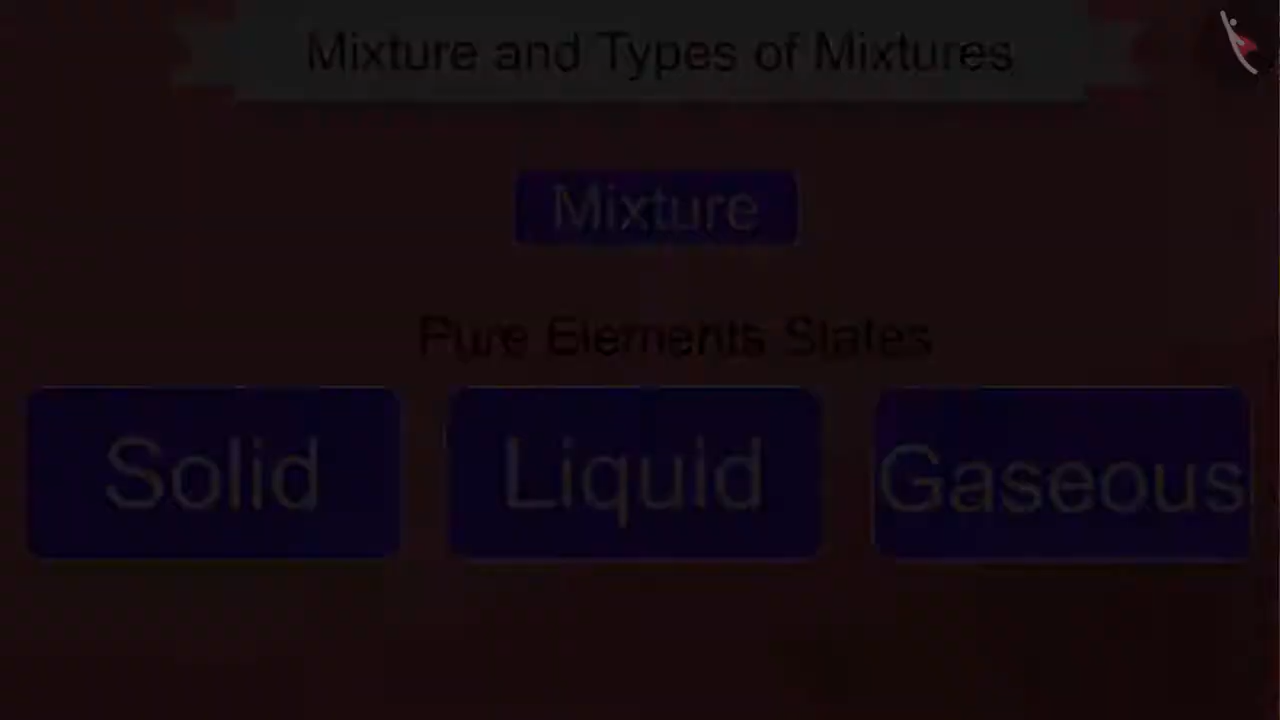 Mixture and Types of Mixtures
Mixture
Pure Elements States
Solid
Liquid
Gaseous